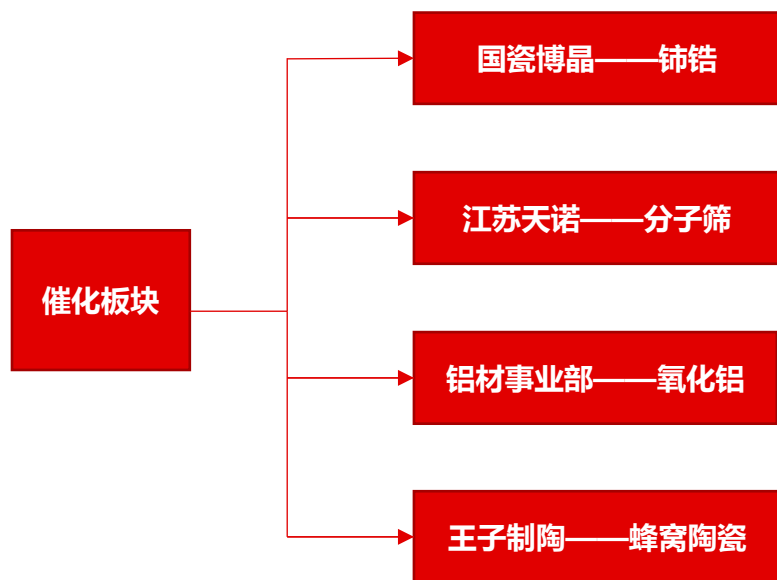 国瓷博晶——铈锆
江苏天诺——分子筛
催化板块
铝材事业部——氧化铝
王子制陶——蜂窝陶瓷